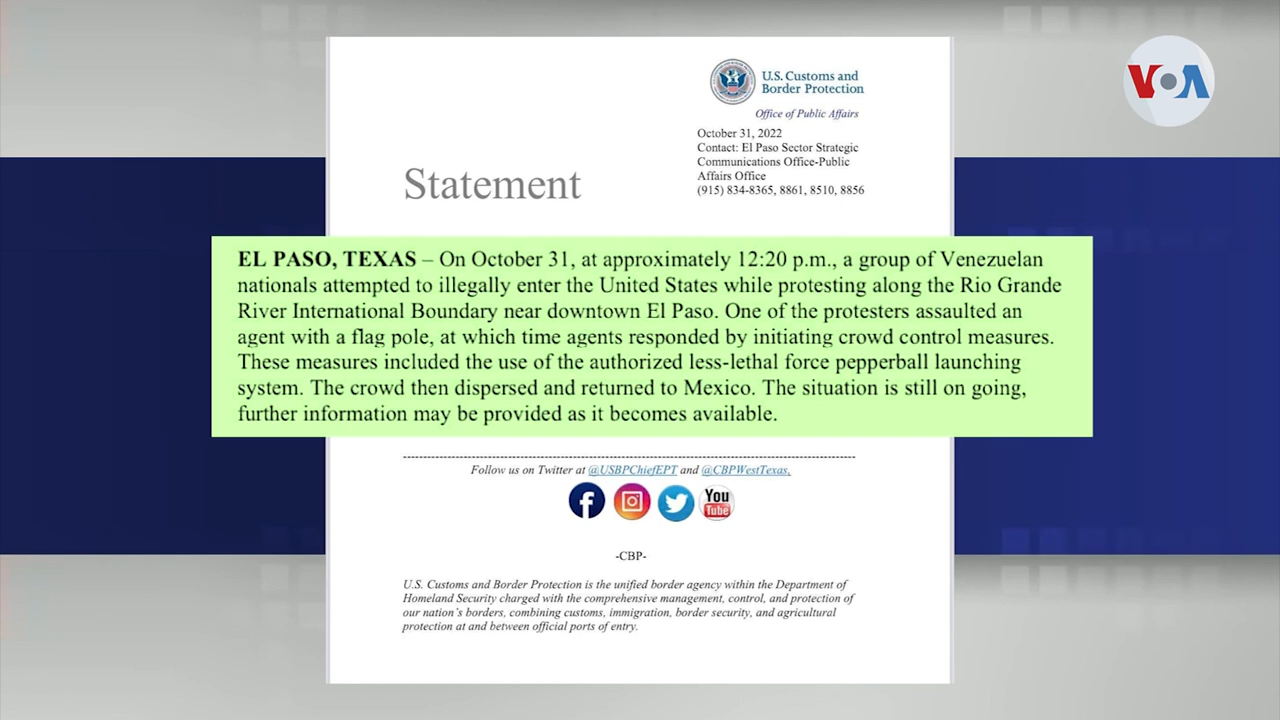 VOA
U.S. Customs and
Border Protection
Office of Public Affairs
October 31, 2022
Contact: El Paso Sector Strategic
Communications Office-Public
Affairs Office
(915) 834-8365, 8861, 8510, 8856
Statement
EL PASO, TEXAS – On October 31, at approximately 12:20 p.m., a group of Venezuelan
nationals attempted to illegally enter the United States while protesting along the Rio Grande
River International Boundary near downtown El Paso. One of the protesters assaulted an
agent with a flag pole, at which time agents responded by initiating crowd control measures.
These measures included the use of the authorized less-lethal force pepperball launching
system. The crowd then dispersed and returned to Mexico. The situation is still on going,
further information may be provided as it becomes available.
Follow us on Twitter at @USBPChiefEPT and @CBPWestTexas.
You
Tube
-CBP-
U.S. Customs and Border Protection is the unified border agency within the Department of
Homeland Security charged with the comprehensive management, control, and protection of
our nation's borders, combining customs, immigration, border security, and agricultural
protection at and between official ports of entry.